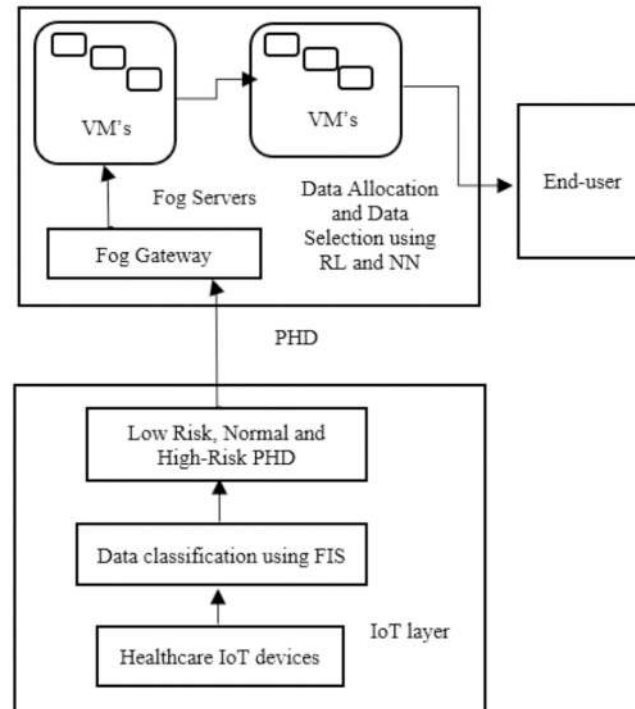 VM's
VM's
End-user
Fog Servers
Data Allocation
and Data
Selection using
RL and NN
Fog Gateway
PHD
Low Risk, Normal and
High-Risk PHD
Data classification using FIS
IoT layer
Healthcare IoT devices